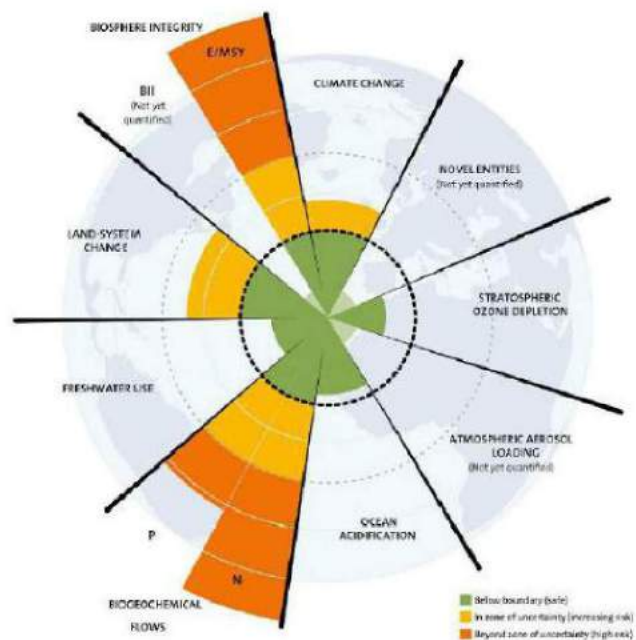 BIOSPHERE INTEGRITY
E/MSY
CLIMATE CHANGE
BII
(Not yet
quantified)
NOVEL ENTITIES
(Not yet quantified)
LAND-SYSTEM
CHANGE
STRATOSPHERIC
OZONE DEPLETION
FRESHWATER USE
ATMOSPHERIC AEROSOL
LOADING
(Not yet quantified)
P
OCEAN
ACIDIFICATION
N
BIOGEOCHEMICAL
FLOWS
Below boundary (safe)
In zone of uncertainty (increasing risk)
Beyond zone of uncertainty (high risk)